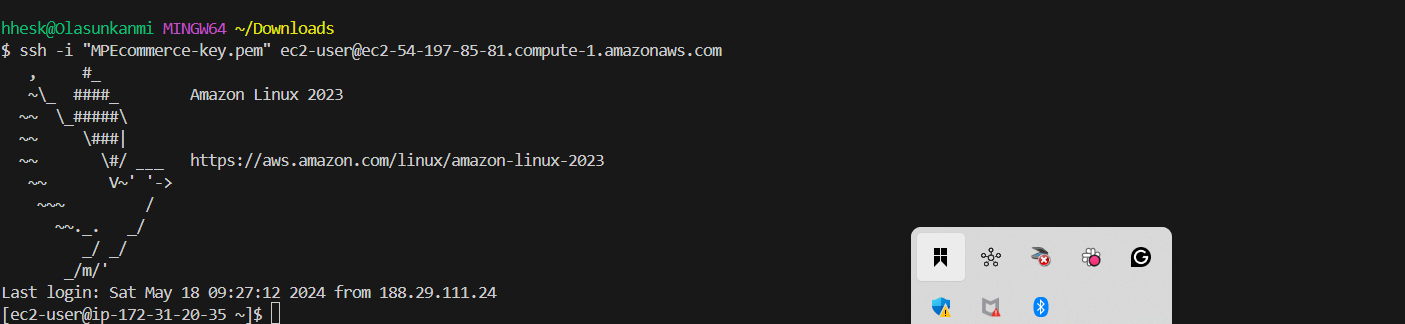 hhesk@Olasunkanmi MINGW64 ~/Downloads
$ ssh -i "MPEcommerce-key.pem" ec2-user@ec2-54-197-85-81.compute-1.amazonaws.com
   ,     #_
   ~\_  ####_        Amazon Linux 2023
  ~~  \_#####\
  ~~     \###|
  ~~       \#/ ___   https://aws.amazon.com/linux/amazon-linux-2023
   ~~       V~' '->
    ~~~         /
      ~~._.   _/
         _/ _/
       _/m/'
Last login: Sat May 18 09:27:12 2024 from 188.29.111.24
[ec2-user@ip-172-31-20-35 ~]$